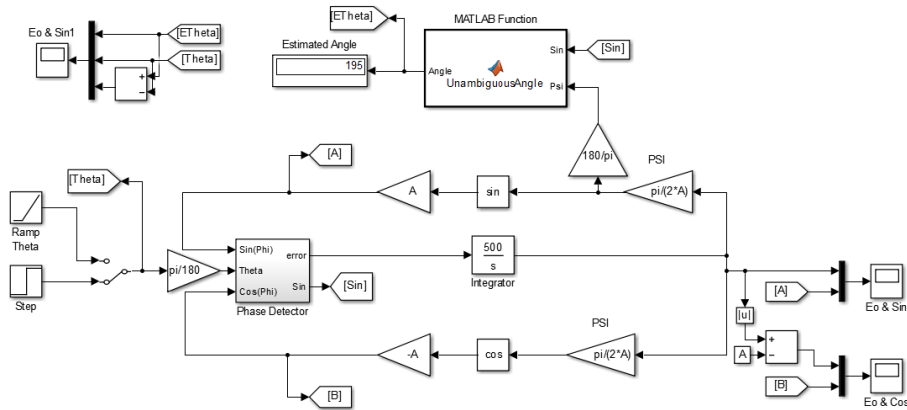 MATLAB Function
Eo & Sin1
[ETheta]
[ETheta]
[Theta]
Estimated Angle
195
Angle
UnambiguousAngle
Sin
Psi
[Sin]
+
−
180/pi
PSI
[A]
A
sin
pi/(2*A)
[Theta]
Ramp
Theta
Step
pi/180
Sin(Phi)
Theta
Cos(Phi)
error
Sin
Phase Detector
[Sin]
500
s
Integrator
[A]
Eo & Sin
|u|
PSI
-A
cos
pi/(2*A)
A
+
−
[B]
[B]
Eo & Cos